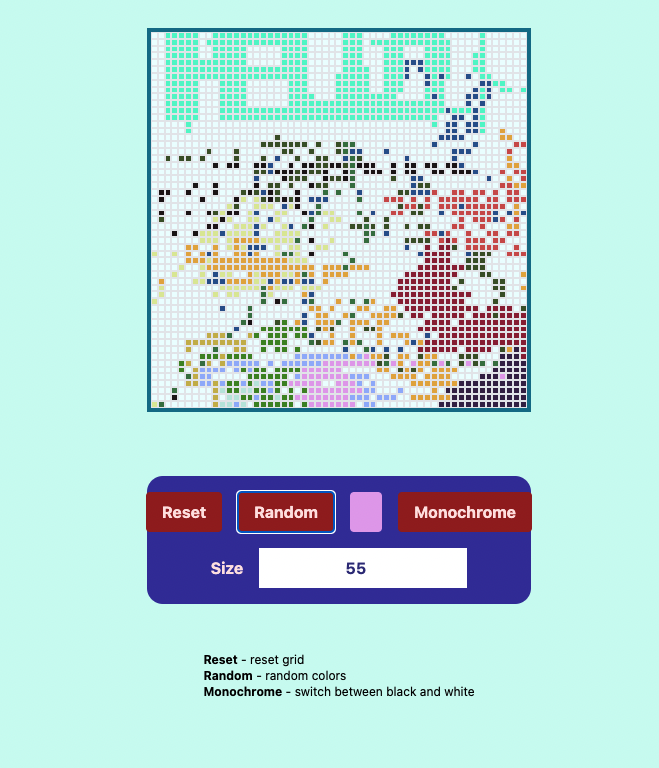 Reset Random Monochrome
Size 55
Reset - reset grid
Random - random colors
Monochrome - switch between black and white